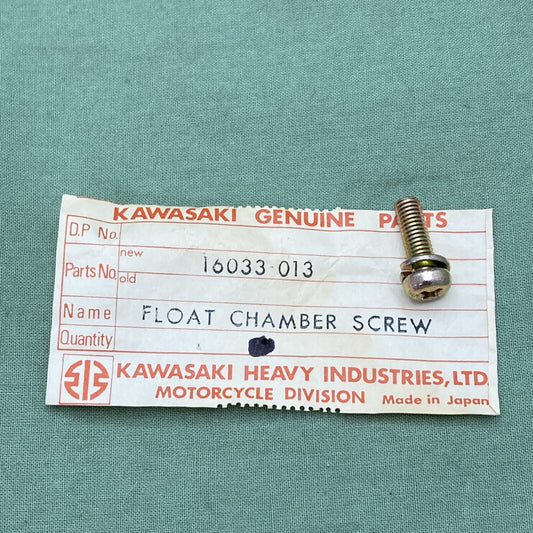 KAWASAKI GENUINE PARTS
D.P No.
new
Parts No. 16033-013
old
Name FLOAT CHAMBER SCREW
Quantity
KAWASAKI HEAVY INDUSTRIES, LTD.
MOTORCYCLE DIVISION Made in Japan